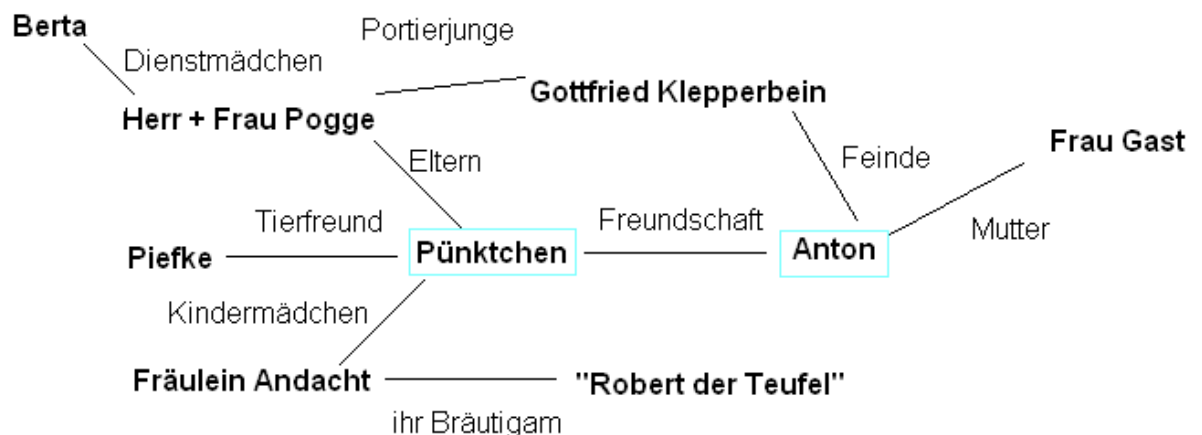 Berta
Portierjunge
Dienstmädchen
Gottfried Klepperbein
Herr + Frau Pogge
Frau Gast
Eltern
Feinde
Tierfreund
Freundschaft
Mutter
Piefke
Pünktchen
Anton
Kindermädchen
Fräulein Andacht
"Robert der Teufel"
ihr Bräutigam